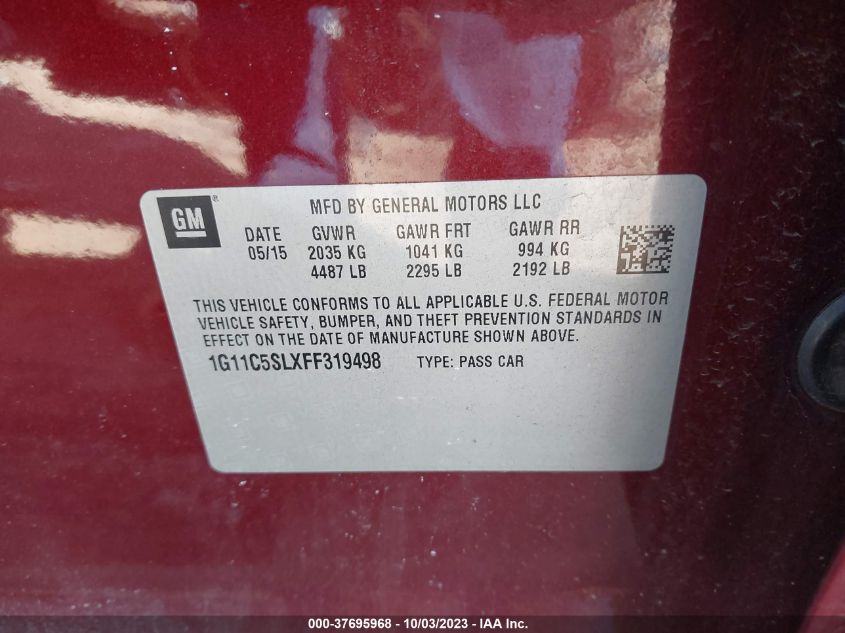 GM ®
MFD BY GENERAL MOTORS LLC
DATE GVWR GAWR FRT GAWR RR
05/15 2035 KG 1041 KG 994 KG
4487 LB 2295 LB 2192 LB
THIS VEHICLE CONFORMS TO ALL APPLICABLE U.S. FEDERAL MOTOR
VEHICLE SAFETY, BUMPER, AND THEFT PREVENTION STANDARDS IN
EFFECT ON THE DATE OF MANUFACTURE SHOWN ABOVE.
1G11C5SLXFF319498 TYPE: PASS CAR
000-37695968 - 10/03/2023 - IAA Inc.